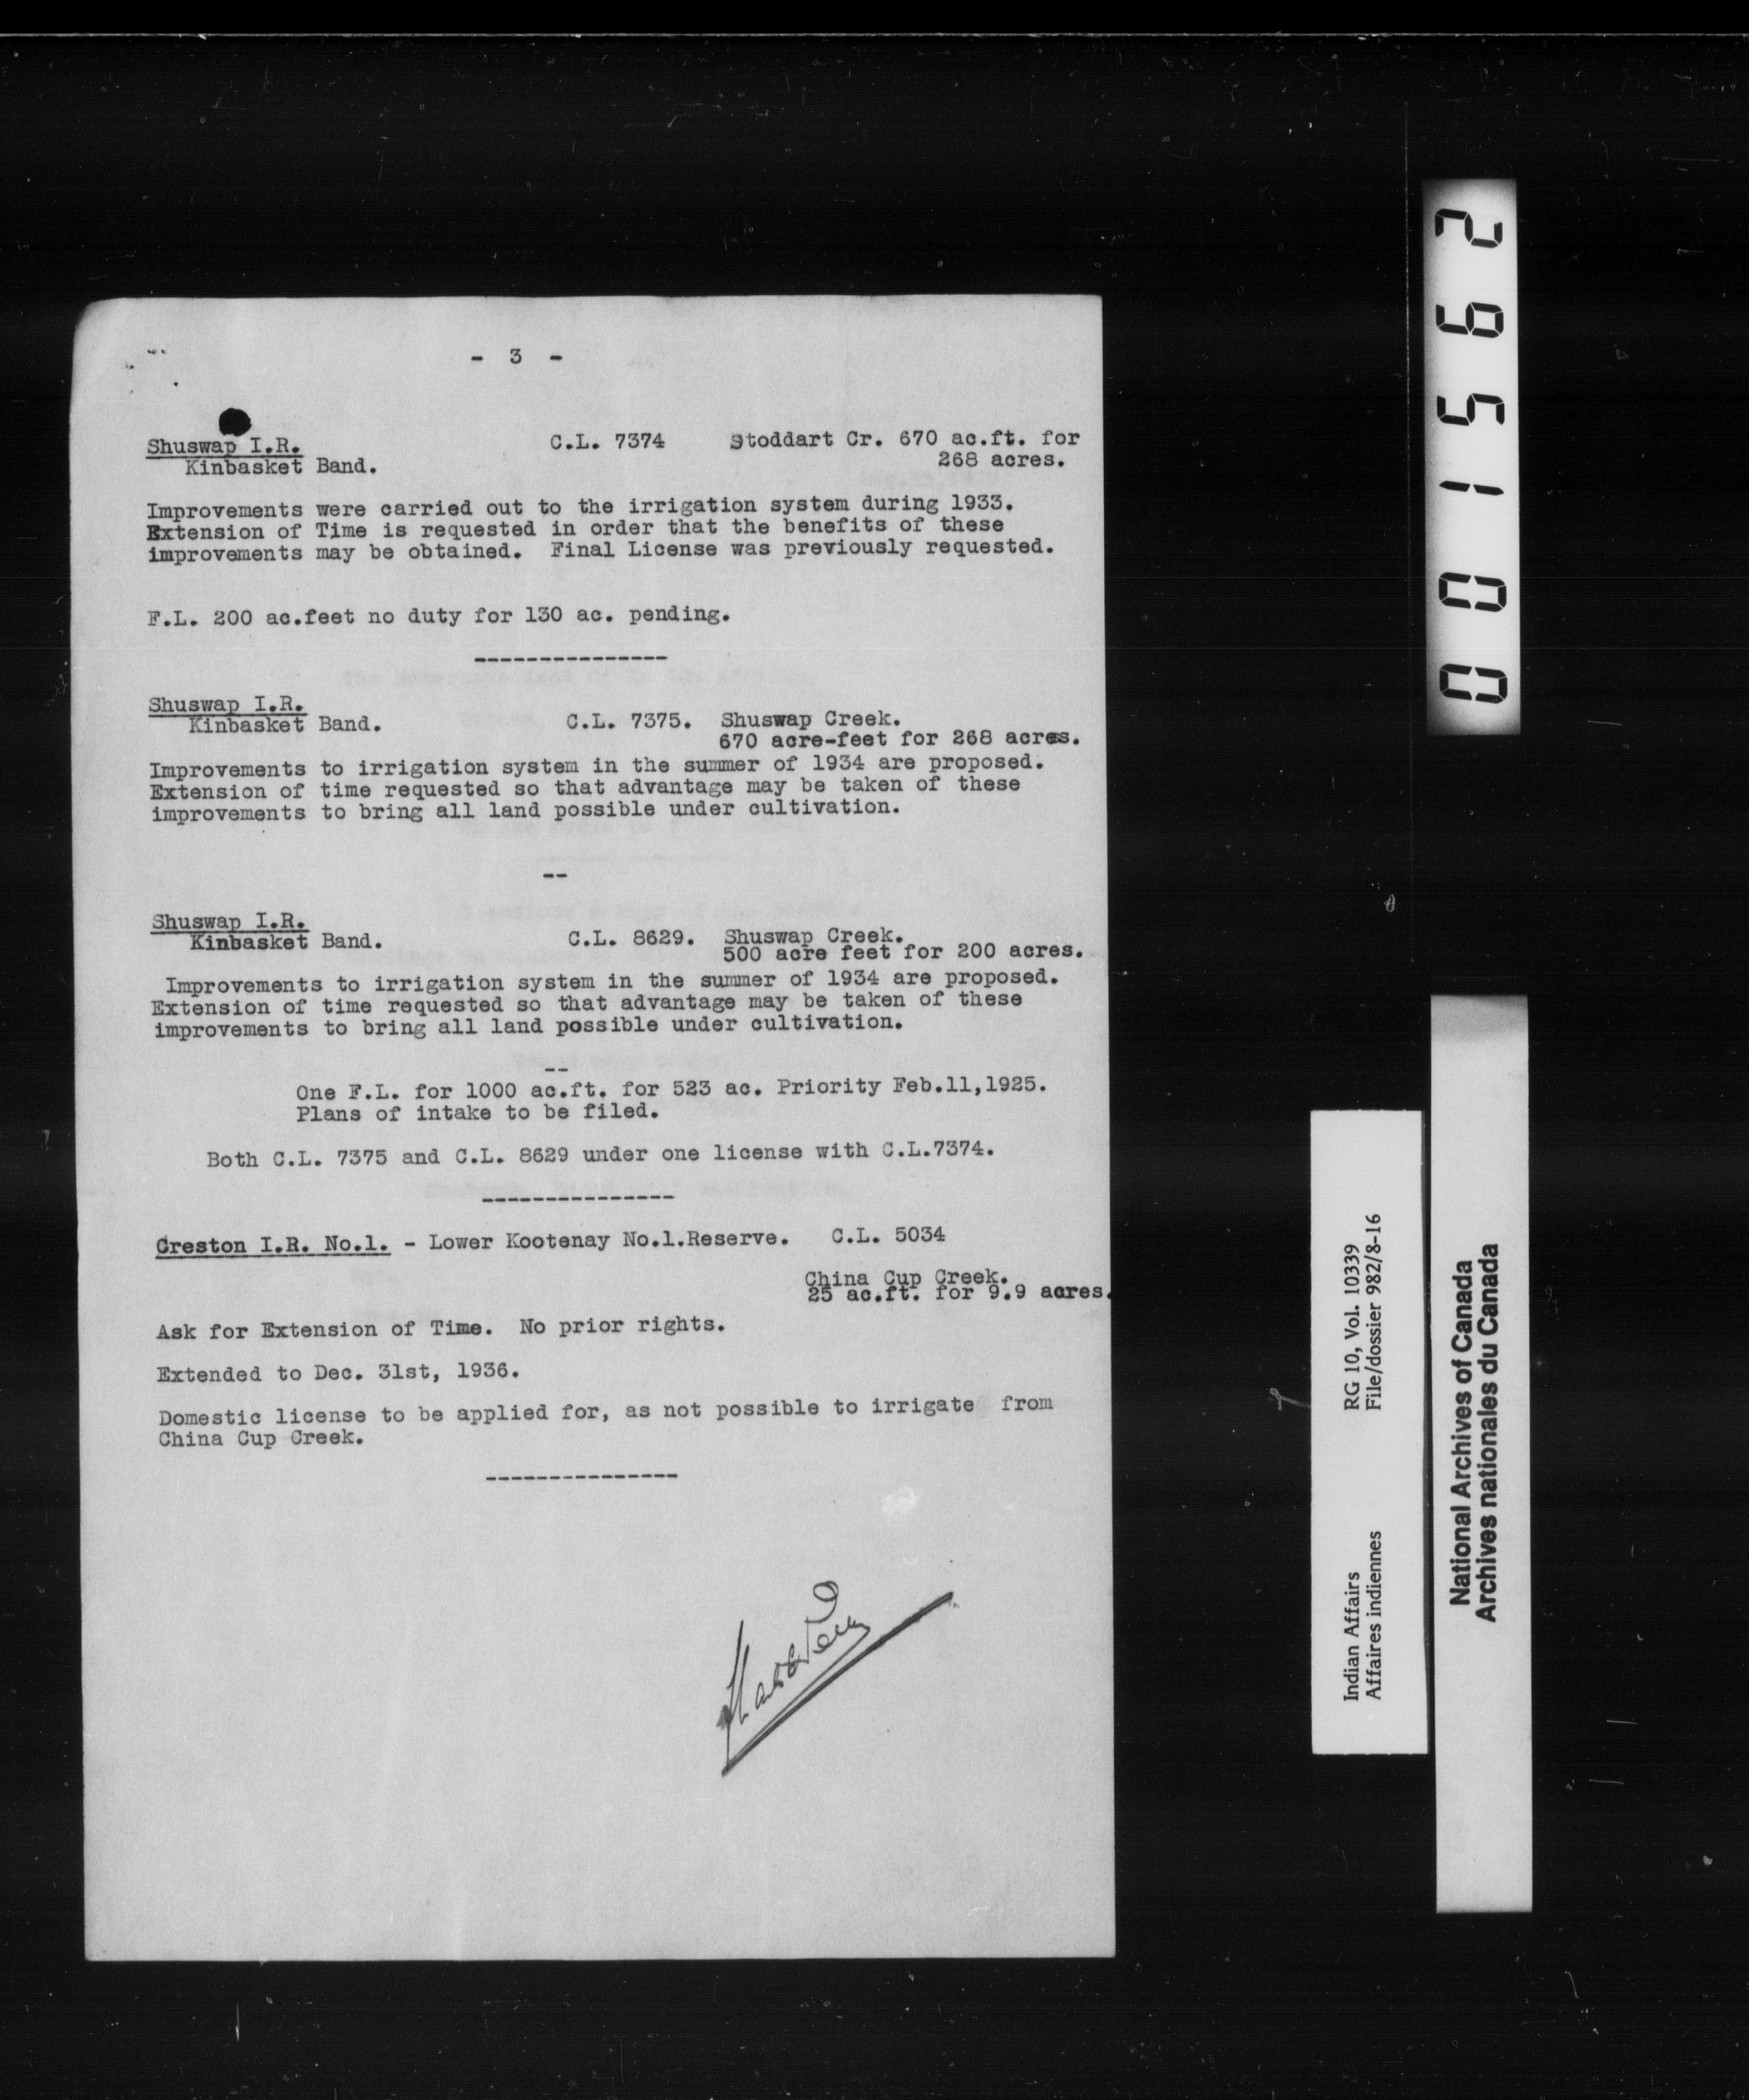 - 3 -
Shuswap I.R. C.L. 7374 Stoddart Cr. 670 ac.ft. for
Kinbasket Band. 268 acres.
Improvements were carried out to the irrigation system during 1933.
Extension of Time is requested in order that the benefits of these
improvements may be obtained. Final License was previously requested.
F.L. 200 ac.feet no duty for 130 ac. pending.
---------------
Shuswap I.R.
Kinbasket Band. C.L. 7375. Shuswap Creek.
670 acre-feet for 268 acres.
Improvements to irrigation system in the summer of 1934 are proposed.
Extension of time requested so that advantage may be taken of these
improvements to bring all land possible under cultivation.
--
Shuswap I.R.
Kinbasket Band. C.L. 8629. Shuswap Creek.
500 acre feet for 200 acres.
Improvements to irrigation system in the summer of 1934 are proposed.
Extension of time requested so that advantage may be taken of these
improvements to bring all land possible under cultivation.
--
One F.L. for 1000 ac.ft. for 523 ac. Priority Feb.11,1925.
Plans of intake to be filed.
Both C.L. 7375 and C.L. 8629 under one license with C.L.7374.
---------------
Creston I.R. No.1. - Lower Kootenay No.1.Reserve. C.L. 5034
China Cup Creek.
25 ac.ft. for 9.9 acres.
Ask for Extension of Time. No prior rights.
Extended to Dec. 31st, 1936.
Domestic license to be applied for, as not possible to irrigate from
China Cup Creek.
---------------
001562
Indian Affairs RG 10, Vol. 10339
Affaires indiennes File/dossier 982/8-16
National Archives of Canada
Archives nationales du Canada